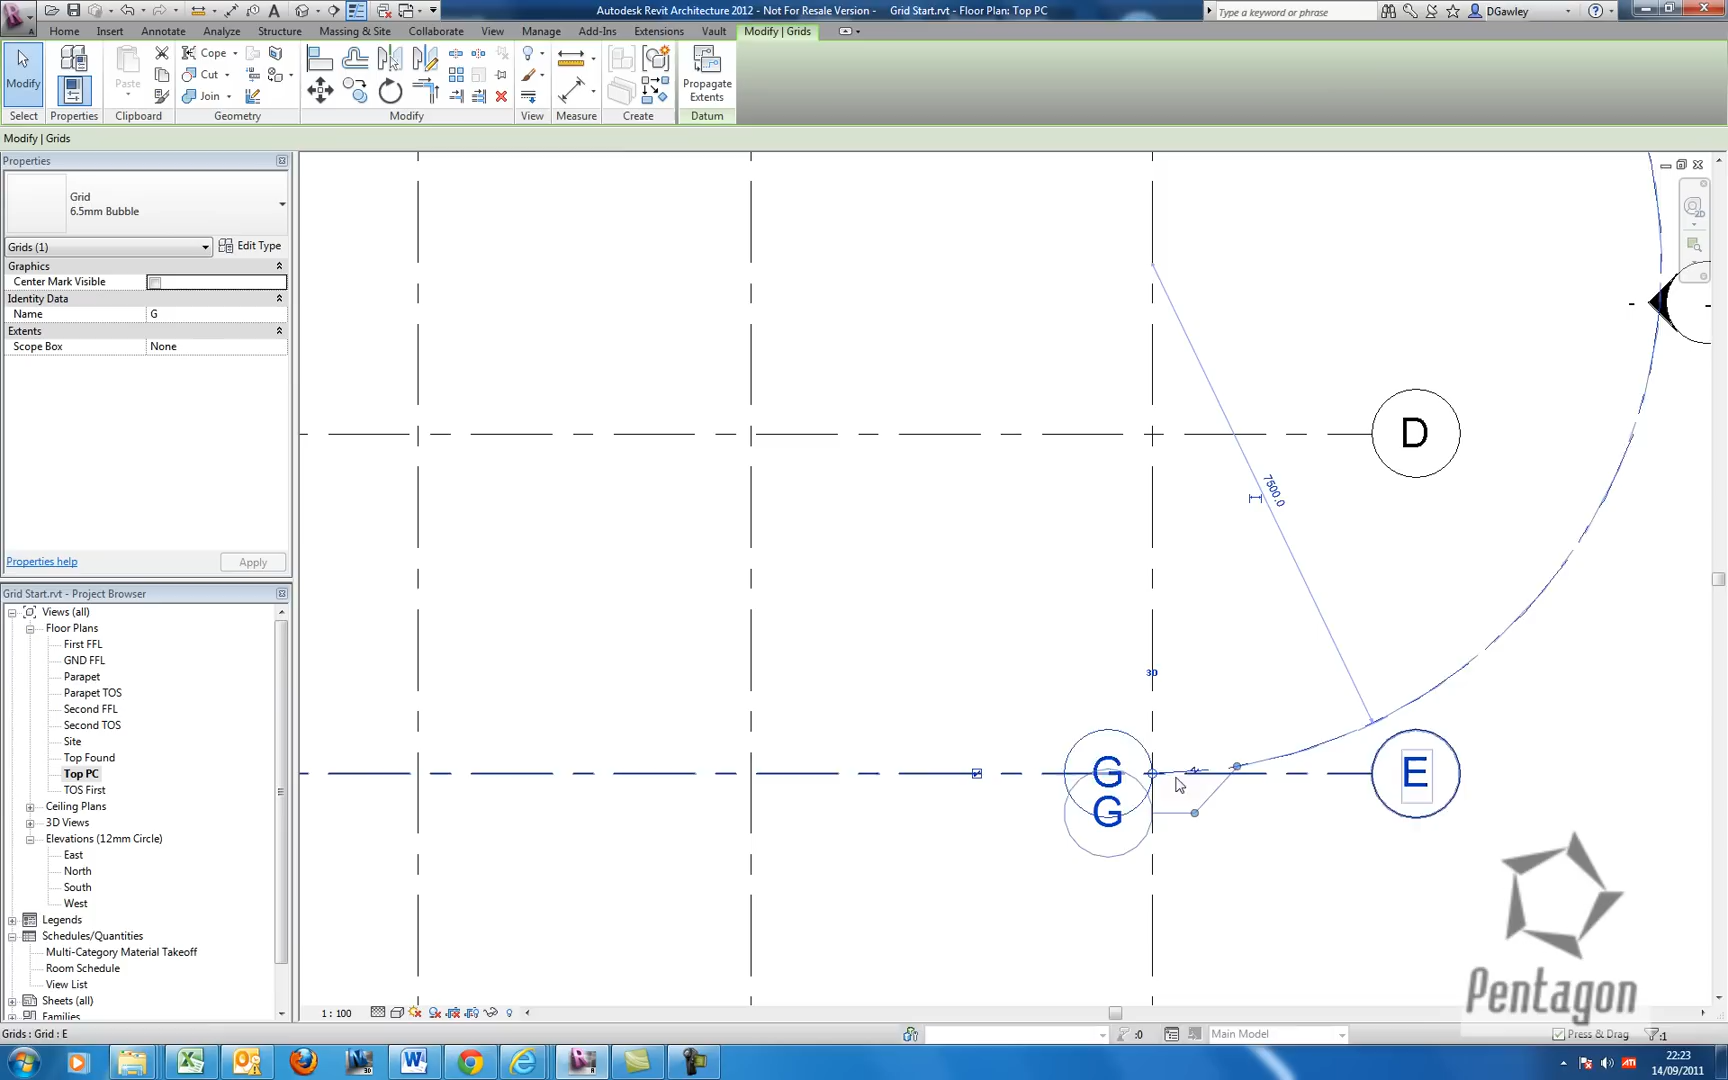 Autodesk Revit Architecture 2012 - Not For Resale Version - Grid Start.rvt - Floor Plan: Top PC
Type a keyword or phrase
DGawley
Home Insert Annotate Analyze Structure Massing & Site Collaborate View Manage Add-Ins Extensions Vault Modify | Grids
Modify
Cope
Cut
Join
Paste
Propagate
Extents
Select Properties Clipboard Geometry Modify View Measure Create Datum
Modify | Grids
Properties
Grid
6.5mm Bubble
Grids (1)
Edit Type
Graphics
Center Mark Visible
Identity Data
Name G
Extents
Scope Box None
Properties help
Apply
Grid Start.rvt - Project Browser
Views (all)
Floor Plans
First FFL
GND FFL
Parapet
Parapet TOS
Second FFL
Second TOS
Site
Top Found
Top PC
TOS First
Ceiling Plans
3D Views
Elevations (12mm Circle)
East
North
South
West
Legends
Schedules/Quantities
Multi-Category Material Takeoff
Room Schedule
View List
Sheets (all)
Families
2D
D
7500.0
3D
G
E
G
Pentagon
1 : 100
Grids : Grid : E
:0
Main Model
Press & Drag
:1
22:23
14/09/2011